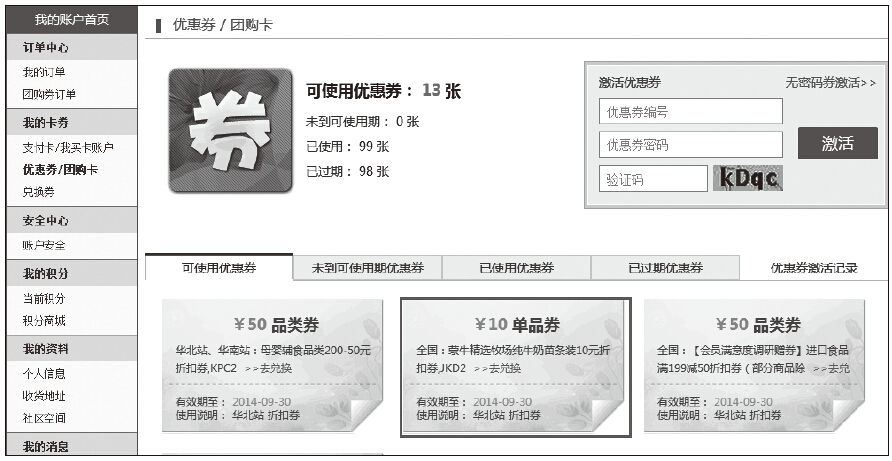 我的账户首页
订单中心
我的订单
团购券订单
我的卡券
支付卡/我买卡账户
优惠券/团购卡
兑换券
安全中心
账户安全
我的积分
当前积分
积分商城
我的资料
个人信息
收货地址
社区空间
我的消息
优惠券 / 团购卡
券
可使用优惠券： 13 张
未到可使用期： 0 张
已使用： 99 张
已过期： 98 张
激活优惠券 无密码券激活>>
优惠券编号
优惠券密码
激活
验证码 kDqc
可使用优惠券 未到可使用期优惠券 已使用优惠券 已过期优惠券 优惠券激活记录
￥50 品类券
华北站、华南站：母婴辅食品类200-50元
折扣券,KPC2 >>去兑换
有效期至： 2014-09-30
使用说明： 华北站 折扣券
￥10 单品券
全国：蒙牛精选牧场纯牛奶苗条装10元折
扣券,JKD2 >>去兑换
有效期至： 2014-09-30
使用说明： 华北站 折扣券
￥50 品类券
全国：【会员满意度调研赠券】进口食品
满199减50折扣券（部分商品除 >>去兑
有效期至： 2014-09-30
使用说明： 华北站 折扣券